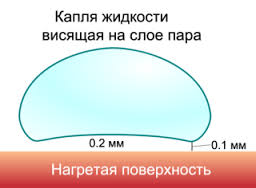 Капля жидкости
висящая на слое пара
0.2 мм
0.1 мм
Нагретая поверхность